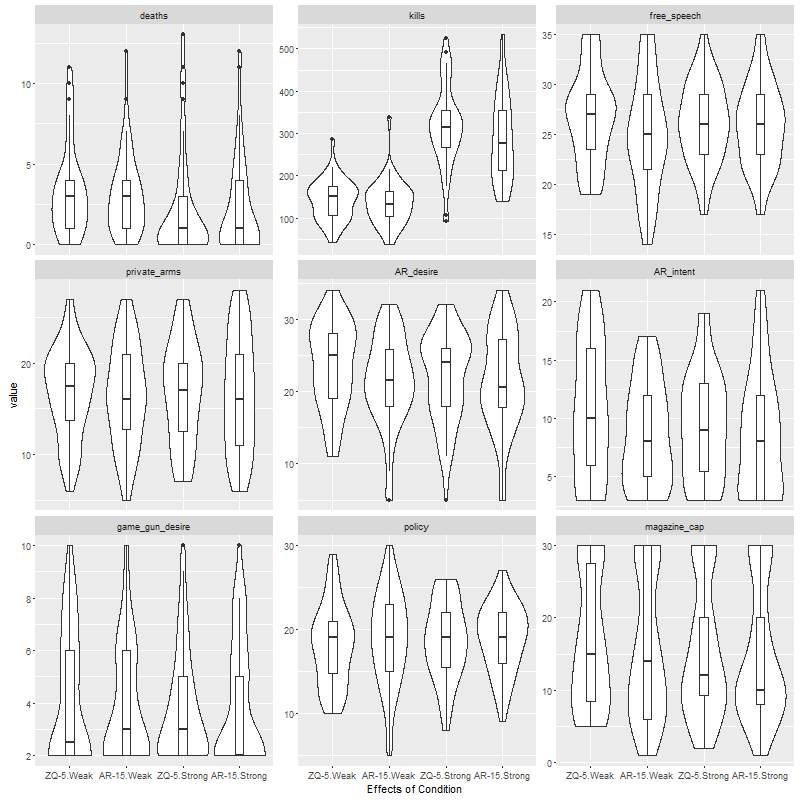 deaths
kills
free_speech
10
5
0
500
400
300
200
100
35
30
25
20
15
private_arms
AR_desire
AR_intent
20
10
30
20
10
20
15
10
5
game_gun_desire
policy
magazine_cap
10
8
6
4
2
30
20
10
30
20
10
0
value
ZQ-5.Weak AR-15.Weak ZQ-5.Strong AR-15.Strong
ZQ-5.Weak AR-15.Weak ZQ-5.Strong AR-15.Strong
ZQ-5.Weak AR-15.Weak ZQ-5.Strong AR-15.Strong
Effects of Condition